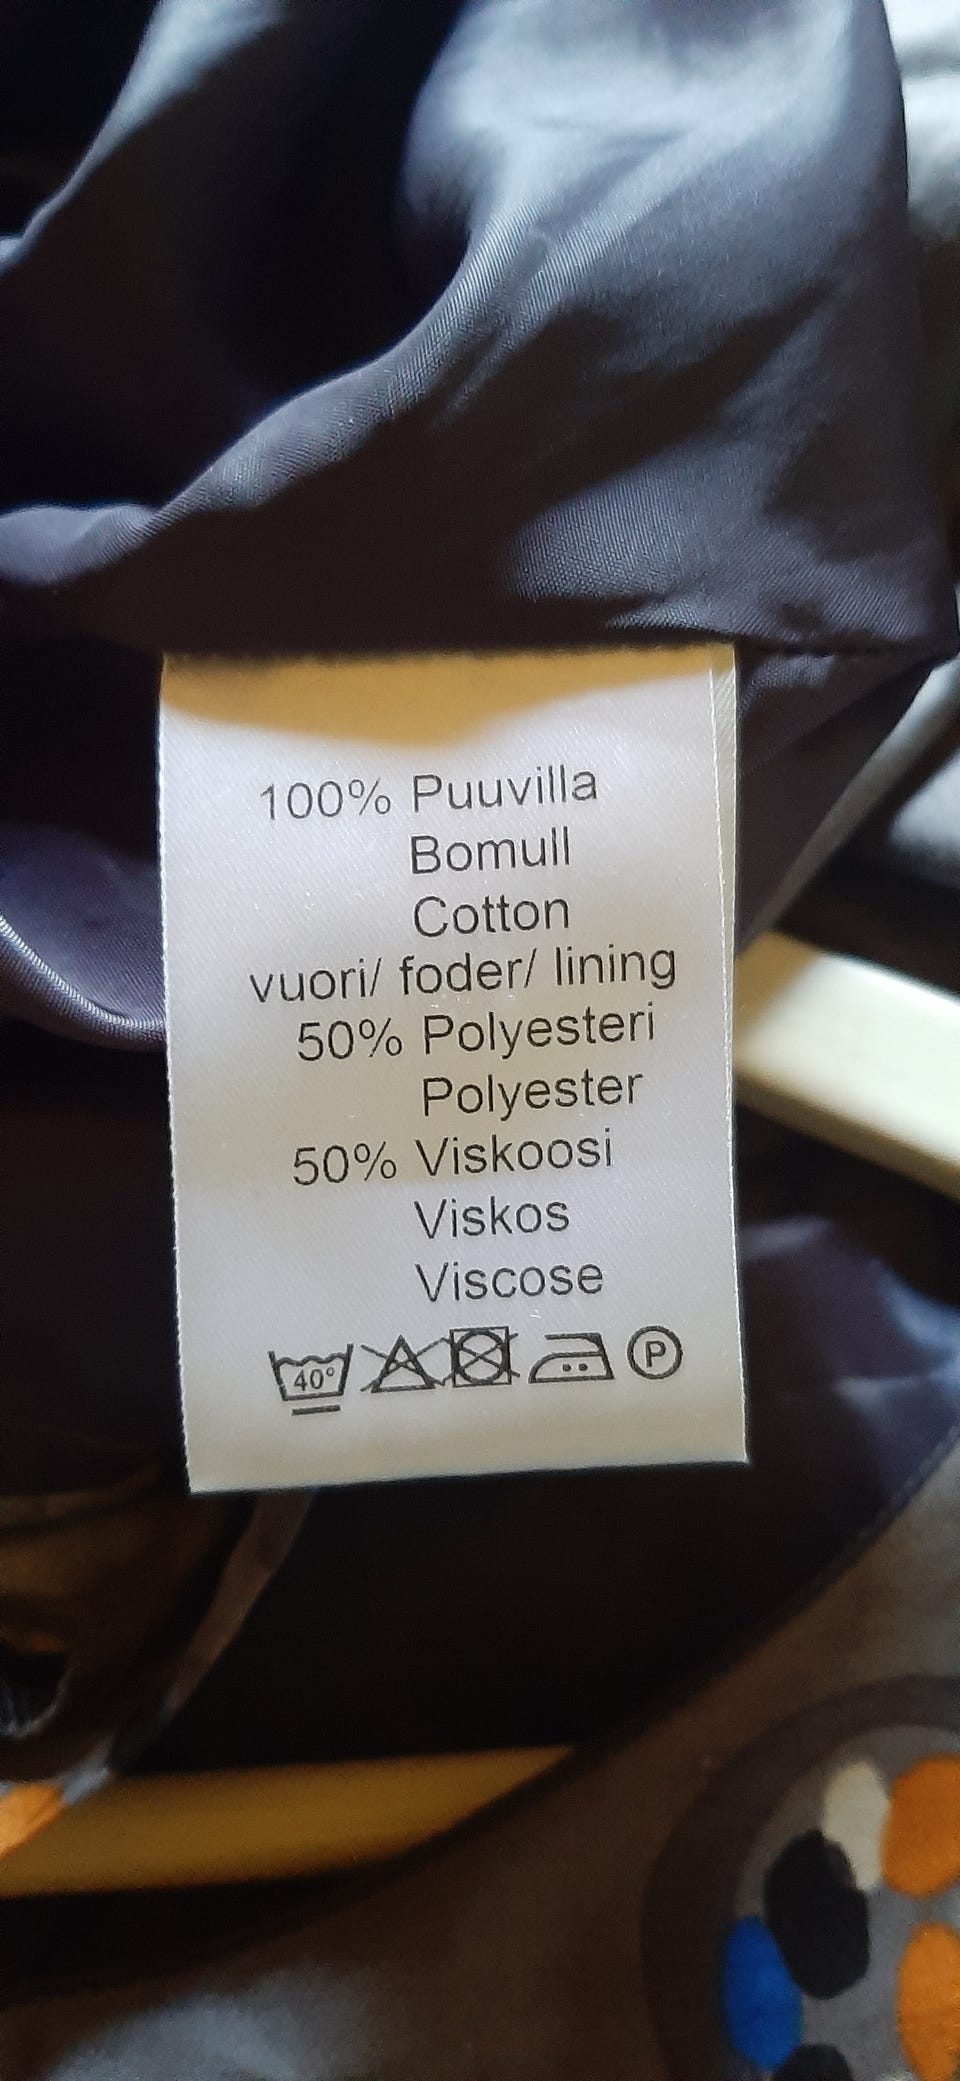 100% Puuvilla
Bomull
Cotton
vuori/ foder/ lining
50% Polyesteri
Polyester
50% Viskoosi
Viskos
Viscose
40° P